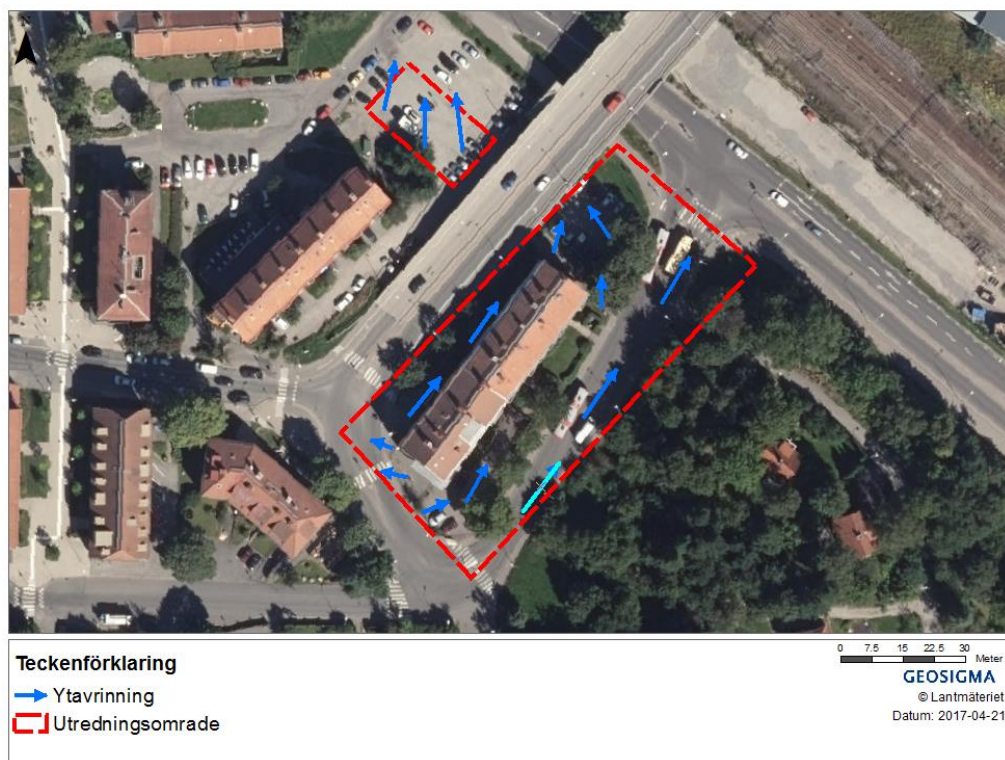 Teckenförklaring
Ytavrinning
Utredningsomrade
0 7.5 15 22.5 30
Meter
GEOSIGMA
© Lantmäteriet
Datum: 2017-04-21